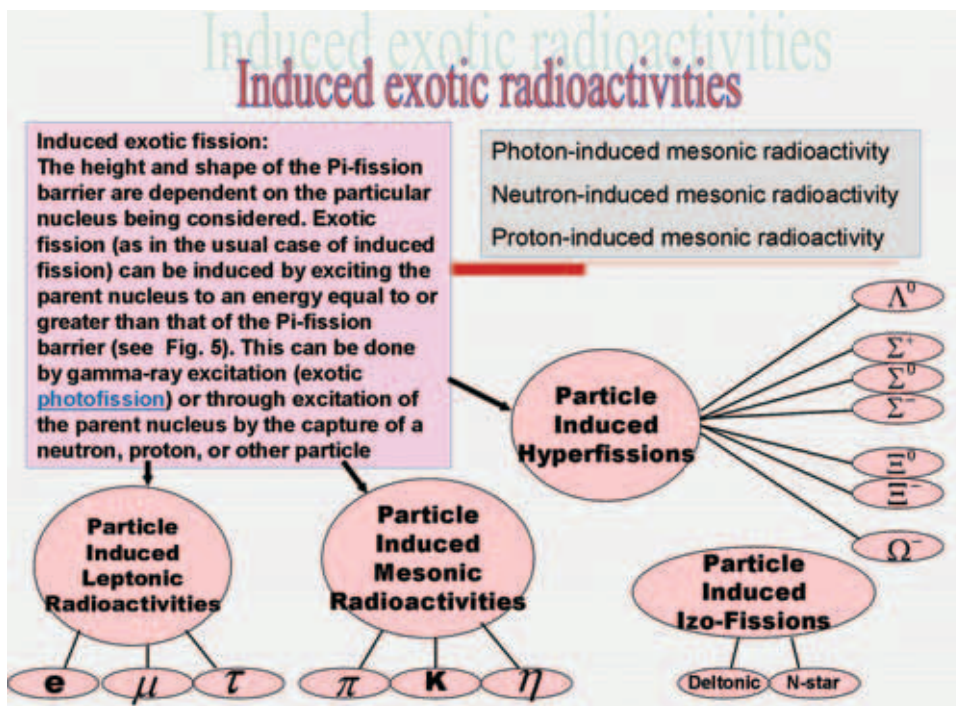 Induced exotic radioactivities
Induced exotic radioactivities
Induced exotic fission:
The height and shape of the Pi-fission
barrier are dependent on the particular
nucleus being considered. Exotic
fission (as in the usual case of induced
fission) can be induced by exciting the
parent nucleus to an energy equal to or
greater than that of the Pi-fission
barrier (see Fig. 5). This can be done
by gamma-ray excitation (exotic
photofission) or through excitation of
the parent nucleus by the capture of a
neutron, proton, or other particle
Photon-induced mesonic radioactivity
Neutron-induced mesonic radioactivity
Proton-induced mesonic radioactivity
Particle
Induced
Hyperfissions
Λ⁰
Σ⁺
Σ⁰
Σ⁻
Ξ⁰
Ξ⁻
Ω⁻
Particle
Induced
Leptonic
Radioactivities
e
μ
τ
Particle
Induced
Mesonic
Radioactivities
π
K
η
Particle
Induced
Izo-Fissions
Deltonic
N-star